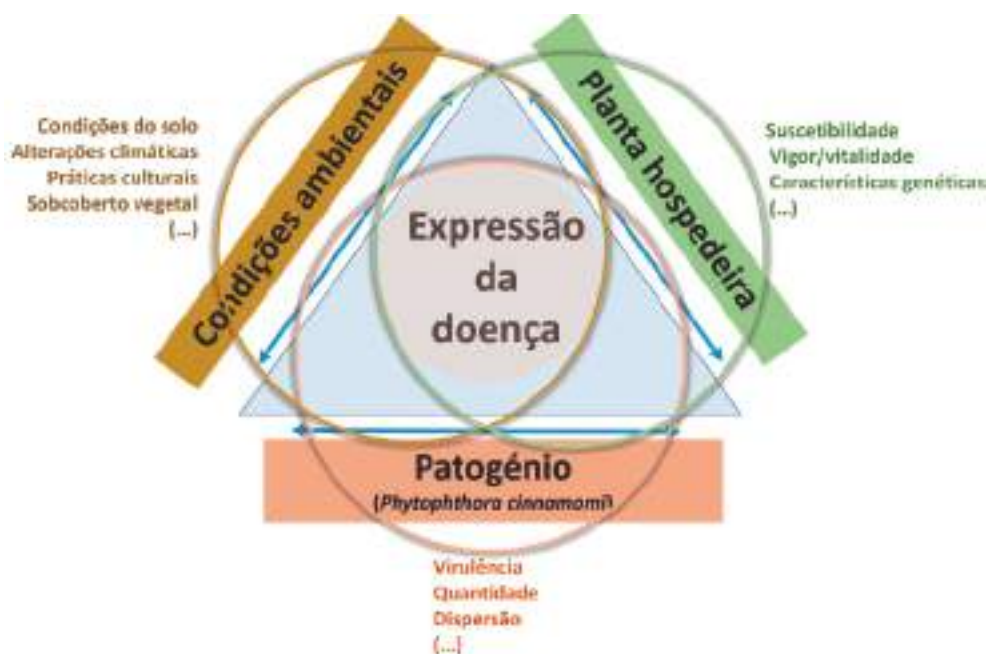 Condições ambientais
Condições do solo
Alterações climáticas
Práticas culturais
Sobcoberto vegetal
(...)
Planta hospedeira
Suscetibilidade
Vigor/vitalidade
Características genéticas
(...)
Expressão
da
doença
Patogénio
(Phytophthora cinnamomi)
Virulência
Quantidade
Dispersão
(...)